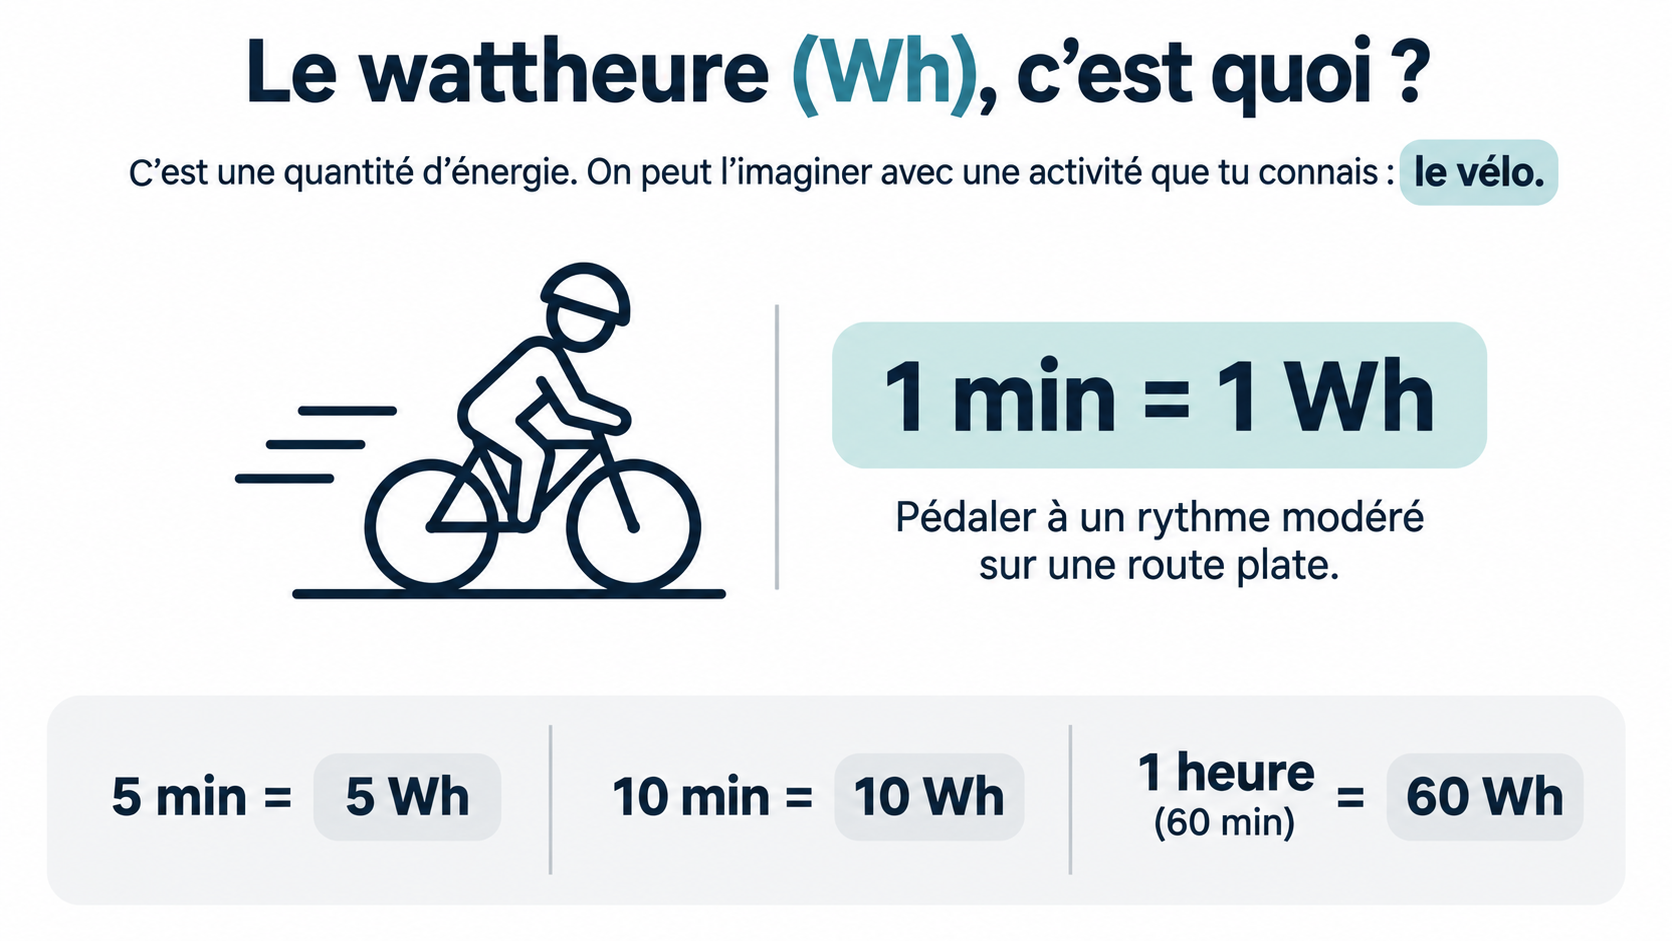 Le wattheure (Wh), c’est quoi ?
C’est une quantité d’énergie. On peut l’imaginer avec une activité que tu connais : le vélo.
1 min = 1 Wh
Pédaler à un rythme modéré
sur une route plate.
5 min = 5 Wh
10 min = 10 Wh
1 heure
(60 min)
= 60 Wh